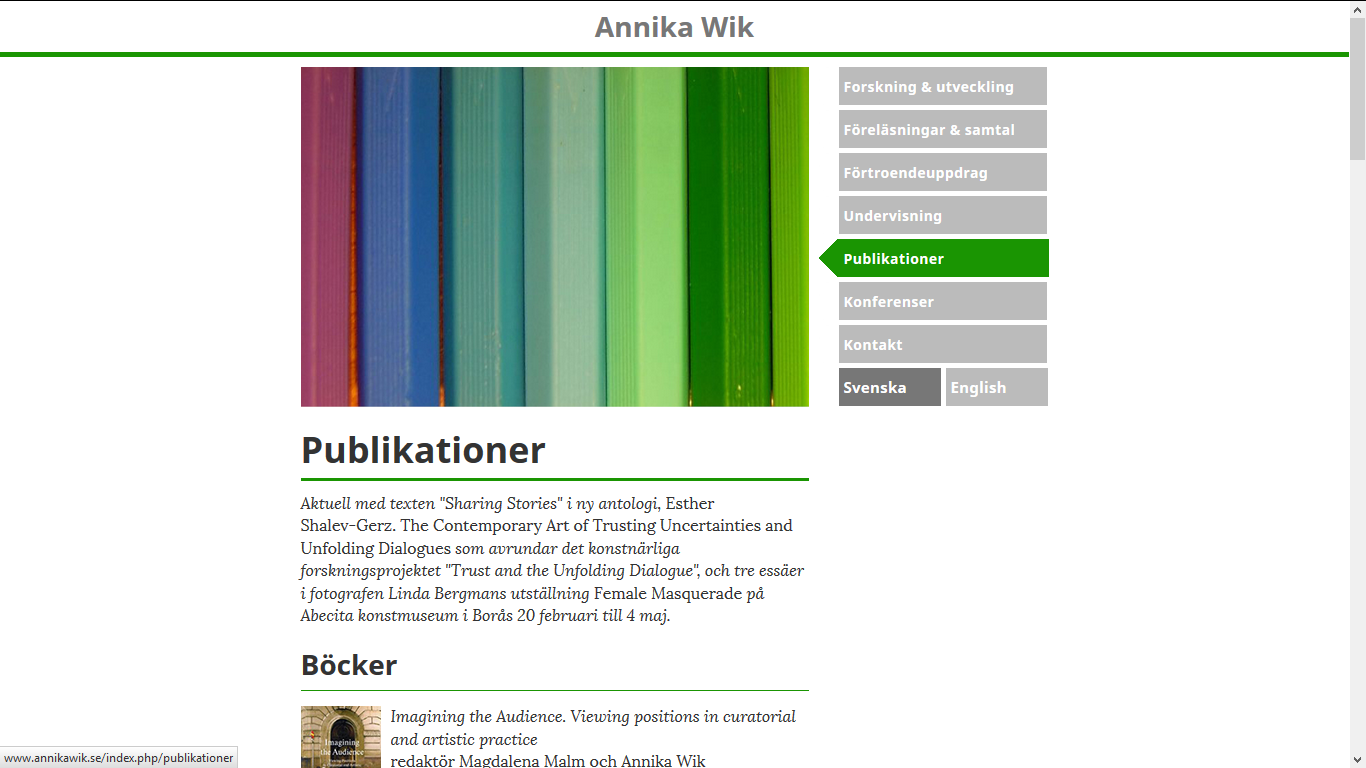 Annika Wik
Forskning & utveckling
Föreläsningar & samtal
Förtroendeuppdrag
Undervisning
Publikationer
Konferenser
Kontakt
Svenska English
Publikationer
Aktuell med texten "Sharing Stories" i ny antologi, Esther
Shalev-Gerz. The Contemporary Art of Trusting Uncertainties and
Unfolding Dialogues som avrundar det konstnärliga
forskningsprojektet "Trust and the Unfolding Dialogue", och tre essäer
i fotografen Linda Bergmans utställning Female Masquerade på
Abecita konstmuseum i Borås 20 februari till 4 maj.
Böcker
Imagining
the Audience
Imagining the Audience. Viewing positions in curatorial
and artistic practice
redaktör Magdalena Malm och Annika Wik
www.annikawik.se/index.php/publikationer